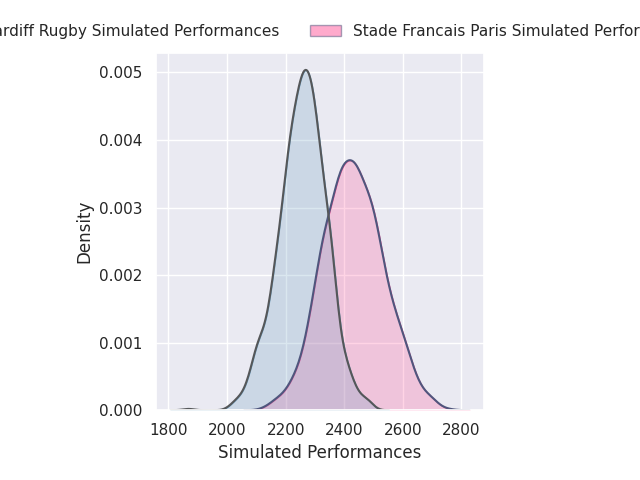 ardiff Rugby Simulated Performances Stade Francais Paris Simulated Perfor
0.005
0.004
0.003
0.002
0.001
0.000
Density
1800 2000 2200 2400 2600 2800
Simulated Performances